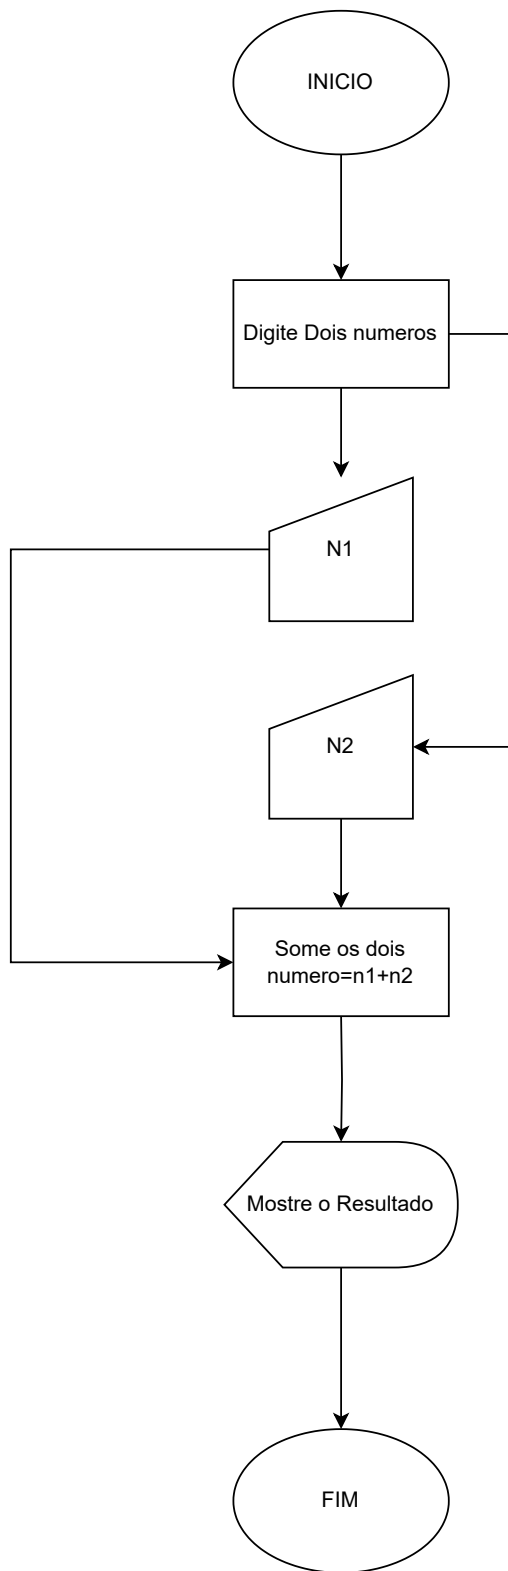 INICIO
Digite Dois numeros
N1
N2
Some os dois
numero=n1+n2
Mostre o Resultado
FIM